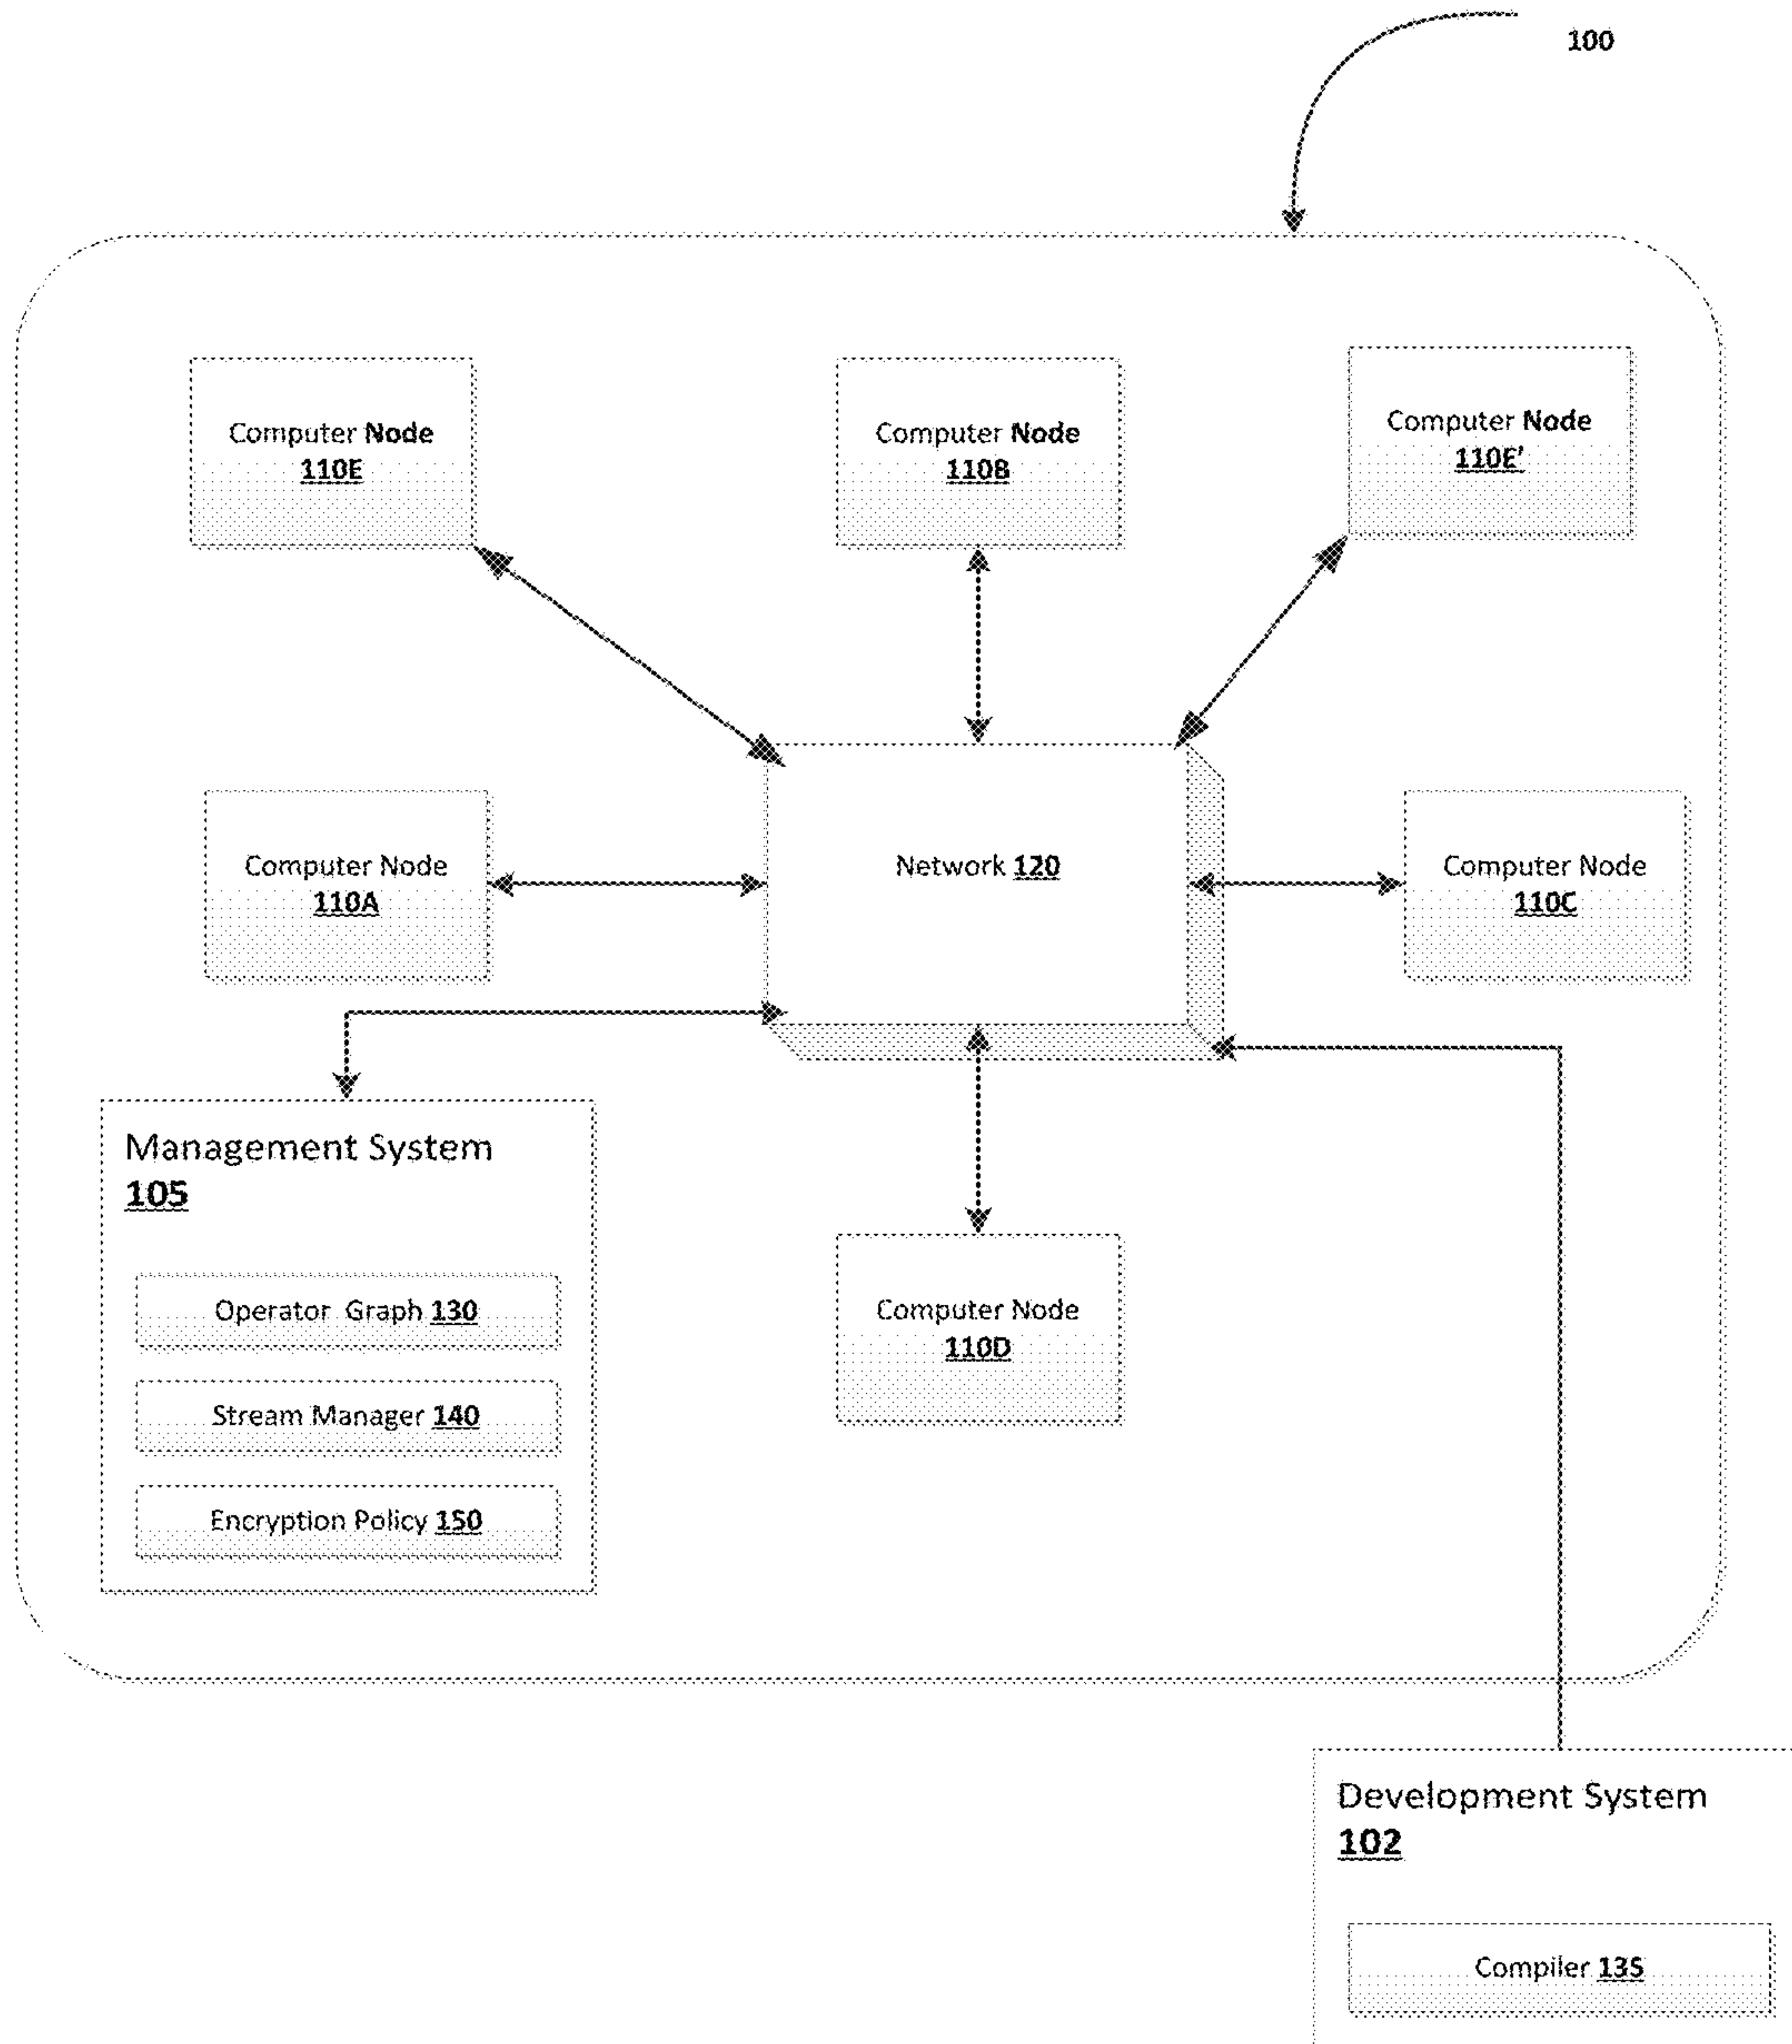 100
Computer Node
110E
Computer Node
110B
Computer Node
110E'
Computer Node
110A
Network 120
Computer Node
110C
Management System
105
Operator Graph 130
Stream Manager 140
Encryption Policy 150
Computer Node
110D
Development System
102
Compiler 135